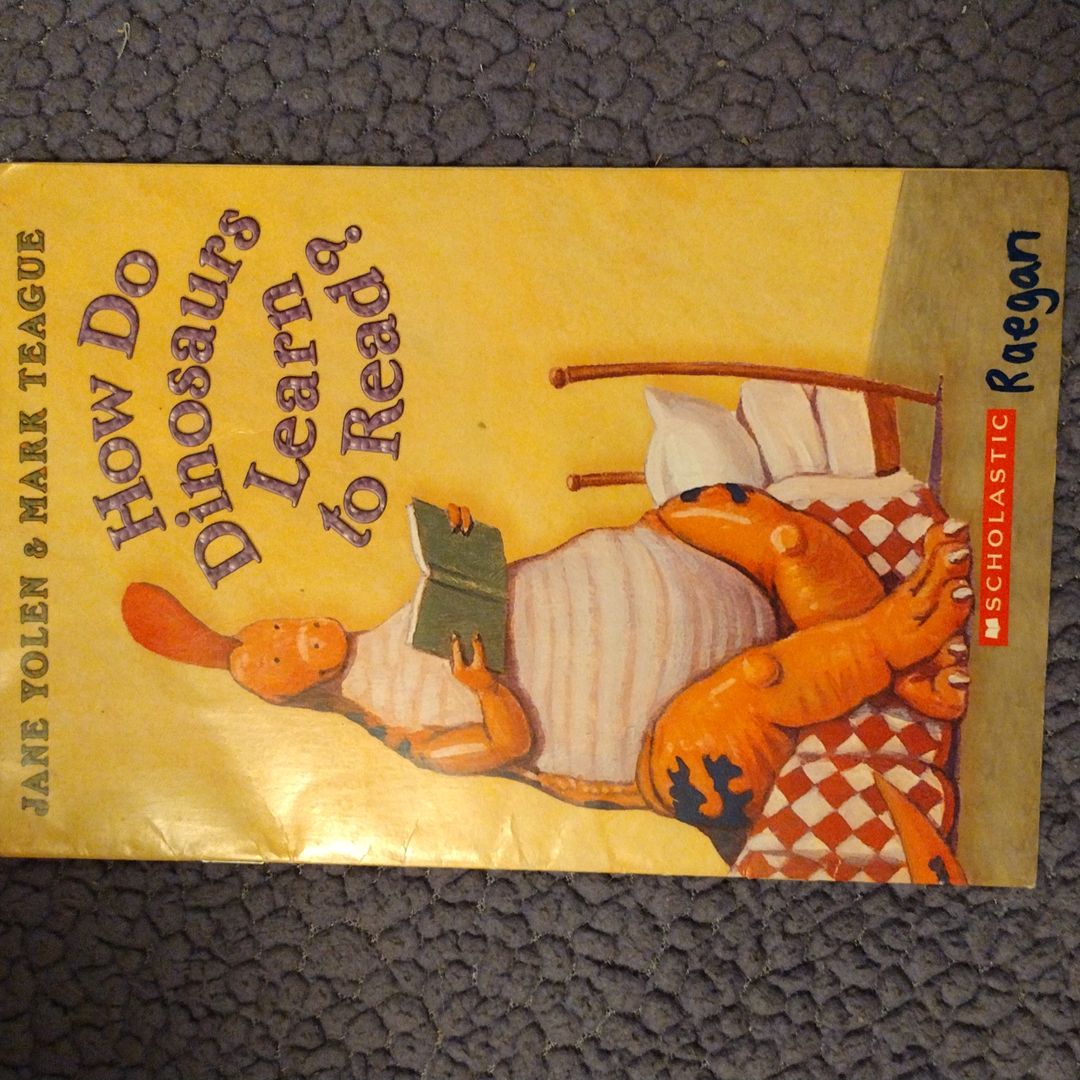 JANE YOLEN & MARK TEAGUE
How Do
Dinosaurs
Learn
to Read?
SCHOLASTIC
Raegan